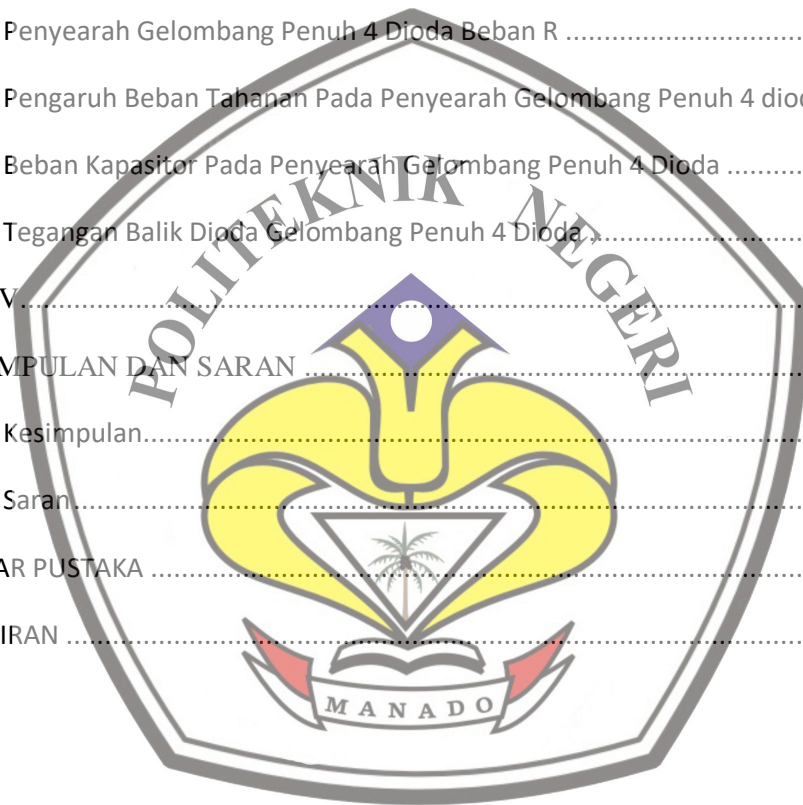 Penyearah Gelombang Penuh 4 Dioda Beban R ..............................
Pengaruh Beban Tahanan Pada Penyearah Gelombang Penuh 4 diod
Beban Kapasitor Pada Penyearah Gelombang Penuh 4 Dioda ..........
Tegangan Balik Dioda Gelombang Penuh 4 Dioda ............................
V ..............................
MPULAN DAN SARAN ..............................
Kesimpulan..............................
Saran..............................
AR PUSTAKA ..............................
IRAN ..............................
POLITEKNIK NEGERI
MANADO